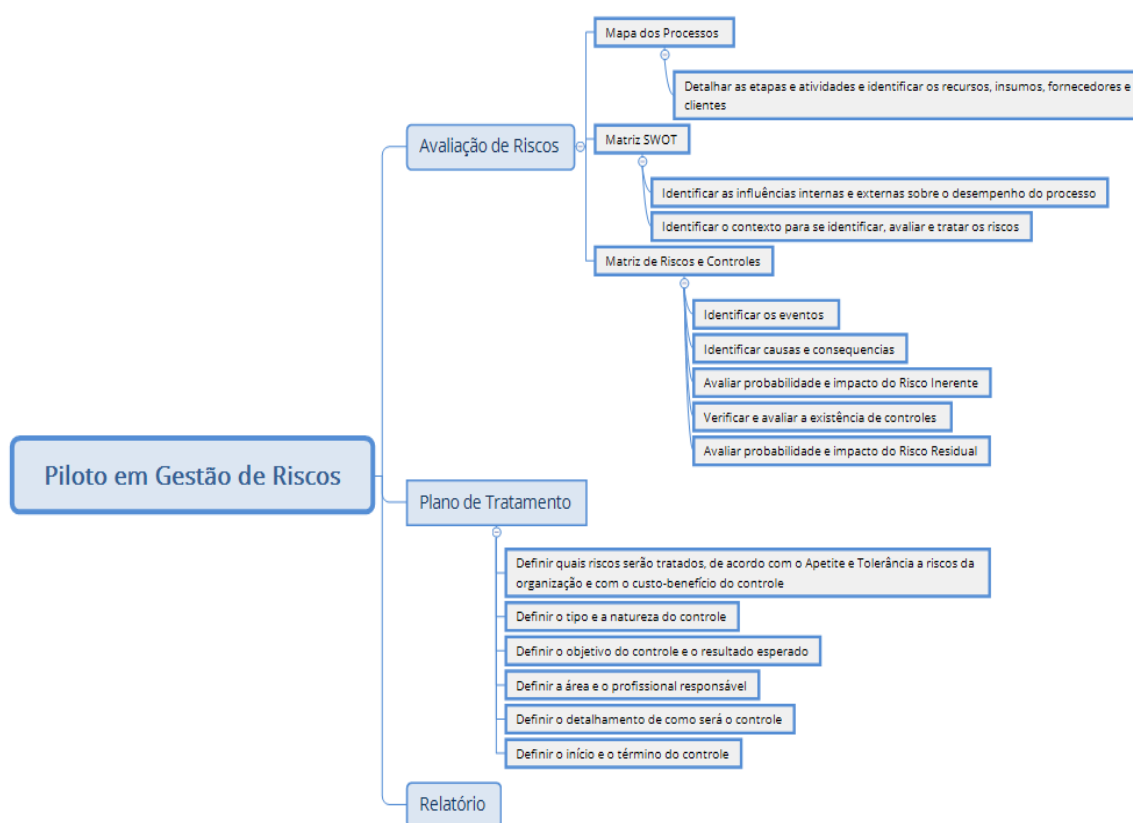 Mapa dos Processos
Detalhar as etapas e atividades e identificar os recursos, insumos, fornecedores e
clientes
Avaliação de Riscos
Matriz SWOT
Identificar as influências internas e externas sobre o desempenho do processo
Identificar o contexto para se identificar, avaliar e tratar os riscos
Matriz de Riscos e Controles
Identificar os eventos
Identificar causas e consequencias
Avaliar probabilidade e impacto do Risco Inerente
Verificar e avaliar a existência de controles
Avaliar probabilidade e impacto do Risco Residual
Piloto em Gestão de Riscos
Plano de Tratamento
Definir quais riscos serão tratados, de acordo com o Apetite e Tolerância a riscos da
organização e com o custo-benefício do controle
Definir o tipo e a natureza do controle
Definir o objetivo do controle e o resultado esperado
Definir a área e o profissional responsável
Definir o detalhamento de como será o controle
Definir o início e o término do controle
Relatório